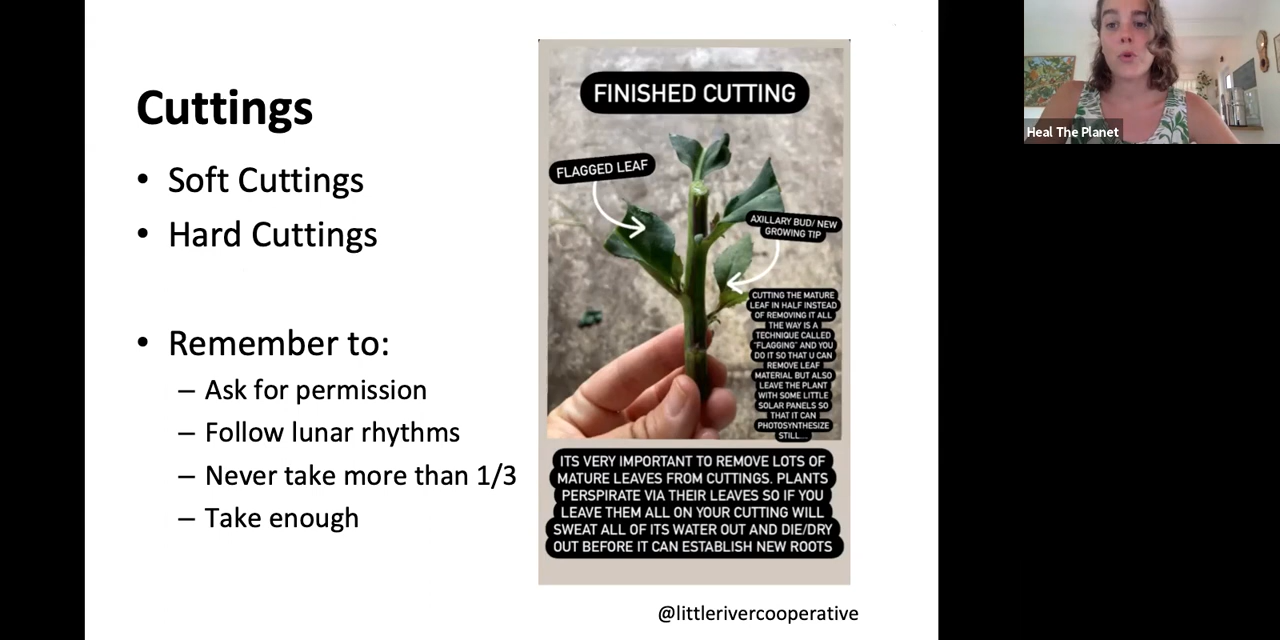 Cuttings
• Soft Cuttings
• Hard Cuttings
• Remember to:
– Ask for permission
– Follow lunar rhythms
– Never take more than 1/3
– Take enough
FINISHED CUTTING
FLAGGED LEAF
AXILLARY BUD/ NEW
GROWING TIP
CUTTING THE MATURE
LEAF IN HALF INSTEAD
OF REMOVING IT ALL
THE WAY IS A
TECHNIQUE CALLED
"FLAGGING" AND YOU
DO IT SO THAT U CAN
REMOVE LEAF
MATERIAL BUT ALSO
LEAVE THE PLANT
WITH SOME LITTLE
SOLAR PANELS SO
THAT IT CAN
PHOTOSYNTHESIZE
STILL....
ITS VERY IMPORTANT TO REMOVE LOTS OF
MATURE LEAVES FROM CUTTINGS. PLANTS
PERSPIRATE VIA THEIR LEAVES SO IF YOU
LEAVE THEM ALL ON YOUR CUTTING WILL
SWEAT ALL OF ITS WATER OUT AND DIE/DRY
OUT BEFORE IT CAN ESTABLISH NEW ROOTS
@littlerivercooperative
Heal The Planet